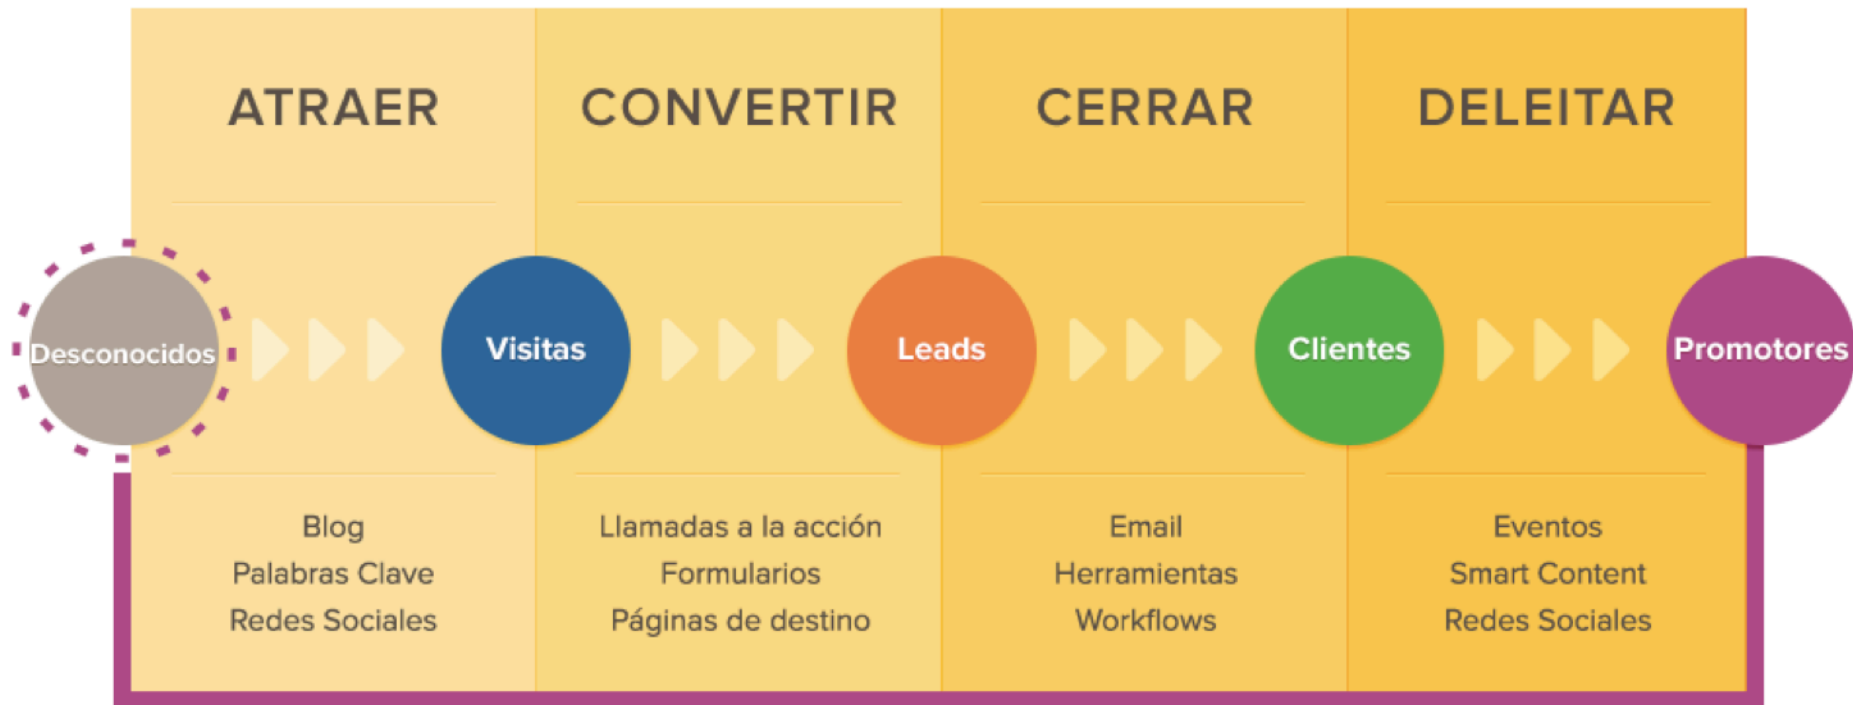 ATRAER
CONVERTIR
CERRAR
DELEITAR
Desconocidos
Visitas
Leads
Clientes
Promotores
Blog
Palabras Clave
Redes Sociales
Llamadas a la acción
Formularios
Páginas de destino
Email
Herramientas
Workflows
Eventos
Smart Content
Redes Sociales